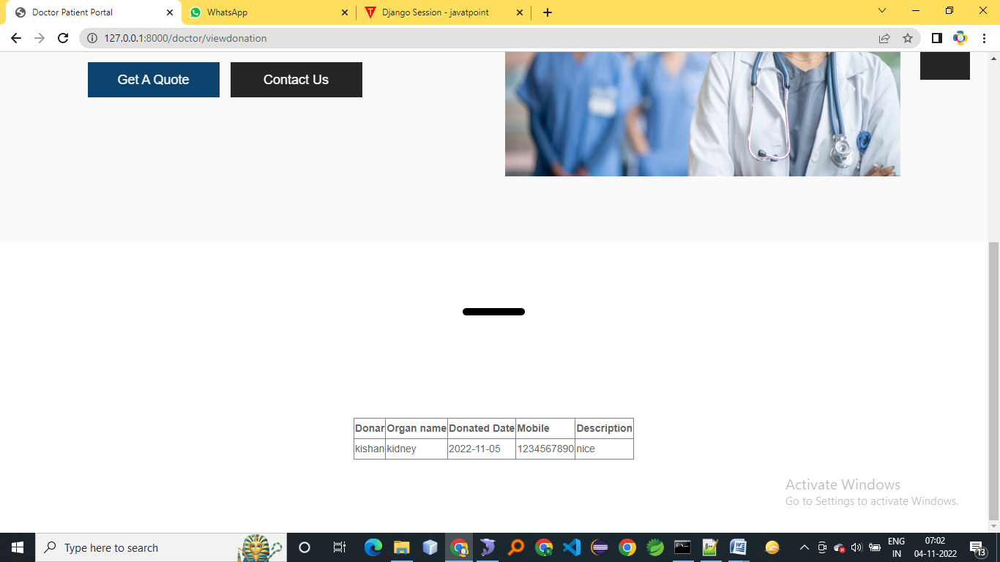 Doctor Patient Portal
WhatsApp
Django Session - javatpoint
127.0.0.1:8000/doctor/viewdonation
Get A Quote
Contact Us
Donar Organ name Donated Date Mobile Description
kishan kidney 2022-11-05 1234567890 nice
Activate Windows
Go to Settings to activate Windows.
Type here to search
ENG
IN
07:02
04-11-2022
13